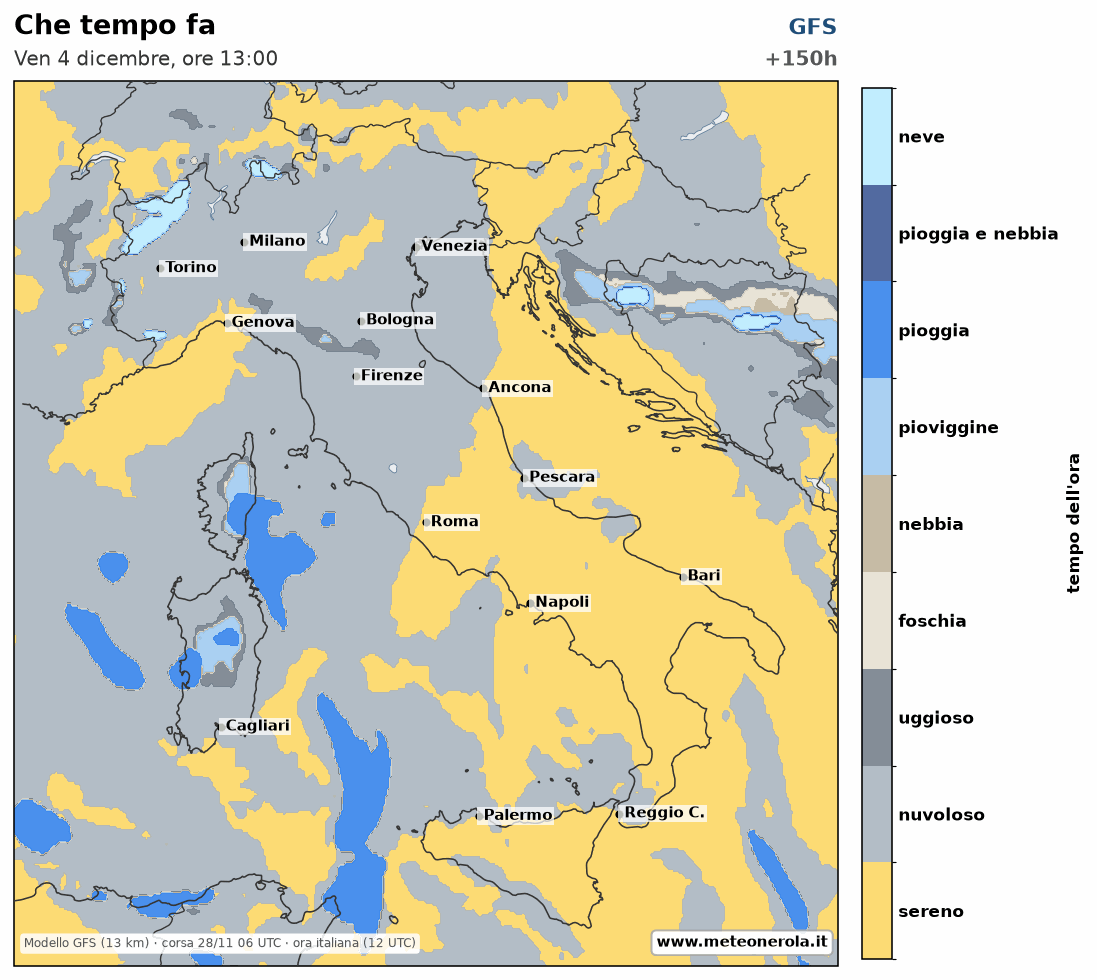 Che tempo fa
GFS
Ven 4 dicembre, ore 13:00
+150h
neve
pioggia e nebbia
pioggia
pioviggine
nebbia
foschia
uggioso
nuvoloso
sereno
tempo dell'ora
Milano
Venezia
Torino
Genova
Bologna
Firenze
Ancona
Pescara
Roma
Bari
Napoli
Cagliari
Palermo
Reggio C.
Modello GFS (13 km) · corsa 28/11 06 UTC · ora italiana (12 UTC)
www.meteonerola.it